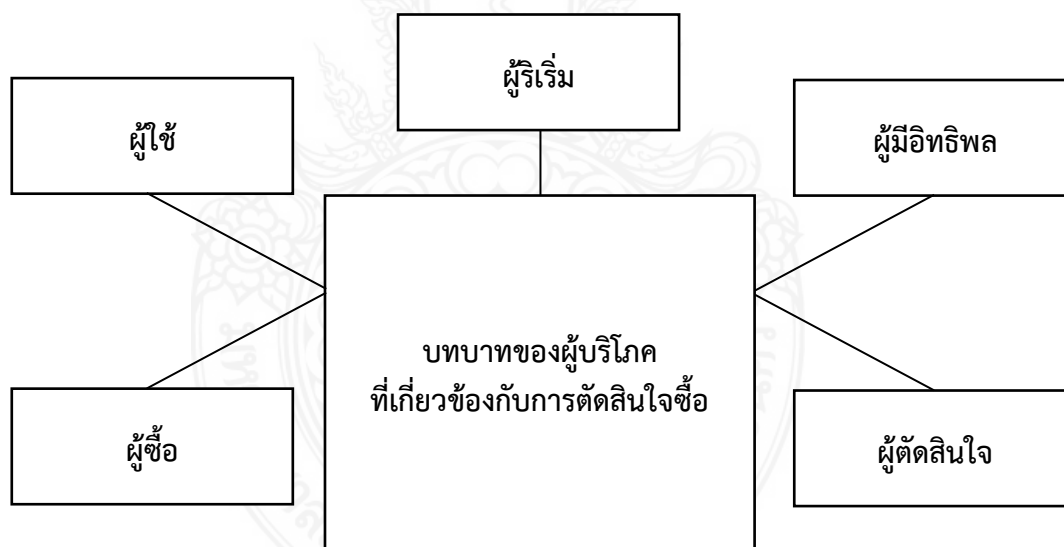 ผู้ริเริ่ม
ผู้ใช้
ผู้มีอิทธิพล
บทบาทของผู้บริโภค
ที่เกี่ยวข้องกับการตัดสินใจซื้อ
ผู้ซื้อ
ผู้ตัดสินใจ